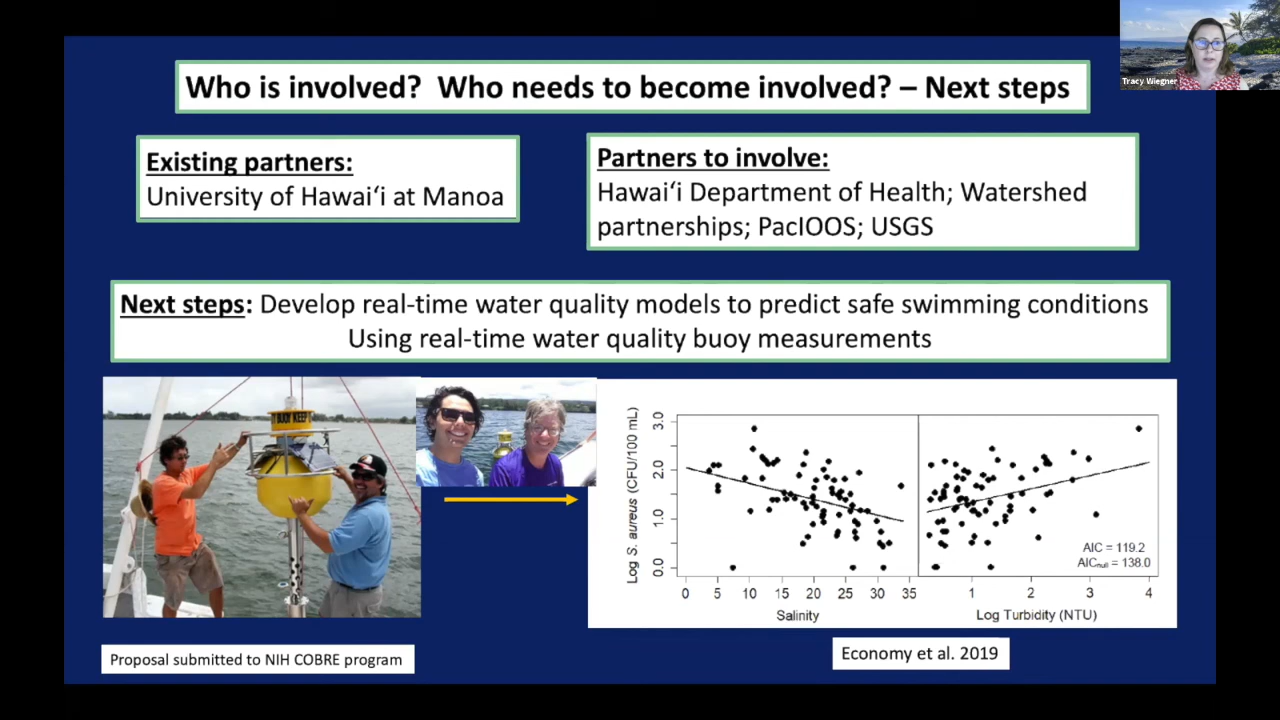 Tracy Wiegner
Who is involved?  Who needs to become involved? – Next steps
Existing partners:
University of Hawai‘i at Manoa
Partners to involve:
Hawai‘i Department of Health; Watershed
partnerships; PacIOOS; USGS
Next steps: Develop real-time water quality models to predict safe swimming conditions
Using real-time water quality buoy measurements
BUOY KEEP
Log S. aureus (CFU/100 mL)
3.0
2.0
1.0
0.0
0 5 10 15 20 25 30 35
Salinity
AIC = 119.2
AICnull = 138.0
1 2 3 4
Log Turbidity (NTU)
Proposal submitted to NIH COBRE program
Economy et al. 2019